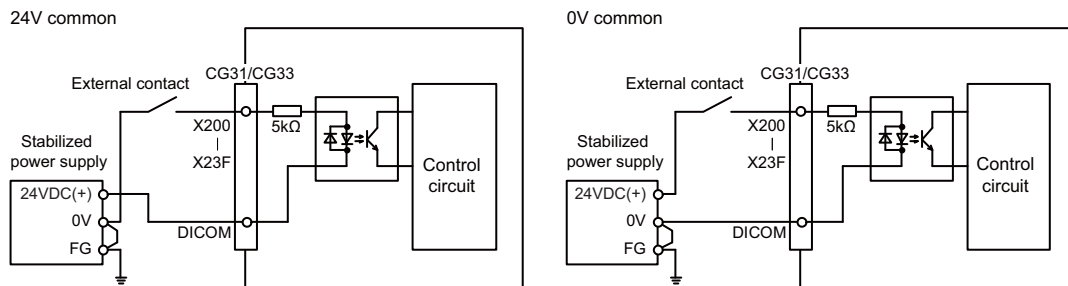 24V common
CG31/CG33
External contact
X200
|
X23F
5kΩ
Stabilized
power supply
24VDC(+)
0V
FG
DICOM
Control
circuit
0V common
CG31/CG33
External contact
X200
|
X23F
5kΩ
Stabilized
power supply
24VDC(+)
0V
FG
DICOM
Control
circuit